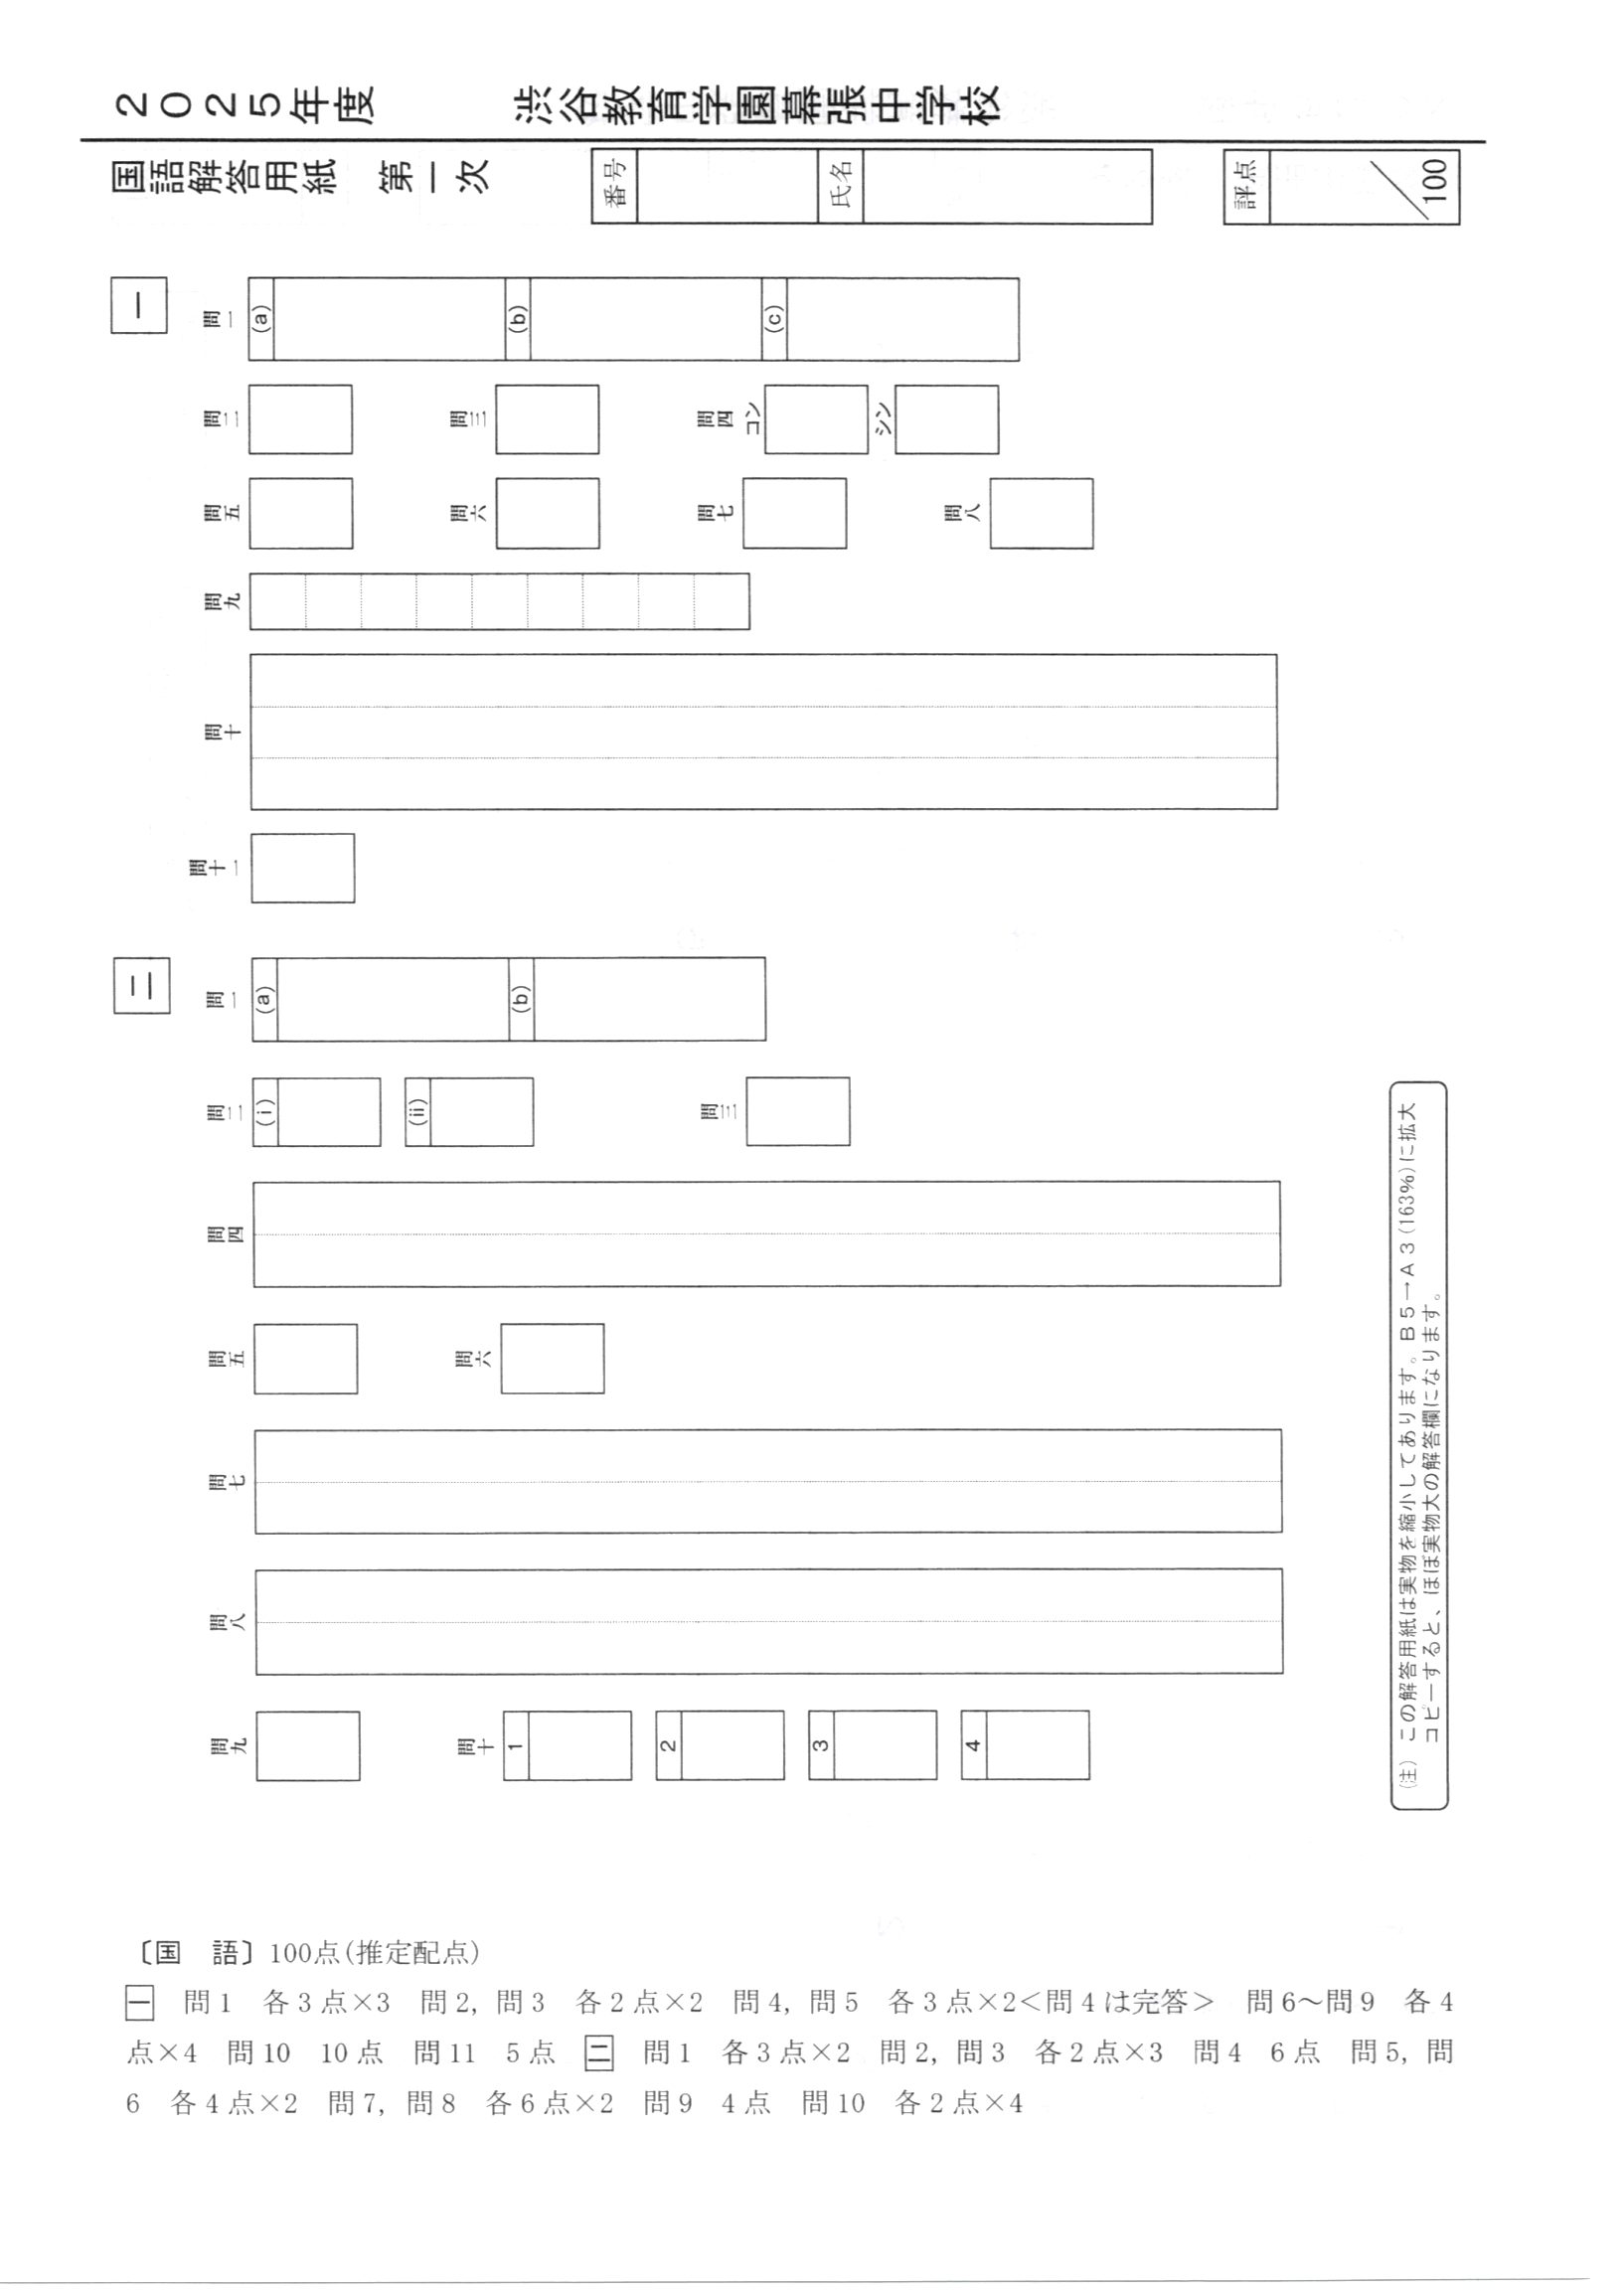 2025年度　渋谷教育学園幕張中学校
国語解答用紙　第一次
番号
氏名
評点
／100
一
問一
(a)
(b)
(c)
問二
問三
問四
コン
シン
問五
問六
問七
問八
問九
問十
問十一
二
問一
(a)
(b)
問二
(i)
(ii)
問三
問四
問五
問六
問七
問八
問九
問十
1
2
3
4
(注) この解答用紙は実物を縮小してあります。B5→A3(163%)に拡大
コピーすると、ほぼ実物大の解答欄になります。
〔国　語〕100点(推定配点)
一　問1　各3点×3　問2, 問3　各2点×2　問4, 問5　各3点×2<問4は完答>　問6～問9　各4
点×4　問10　10点　問11　5点　二　問1　各3点×2　問2, 問3　各2点×3　問4　6点　問5, 問
6　各4点×2　問7, 問8　各6点×2　問9　4点　問10　各2点×4